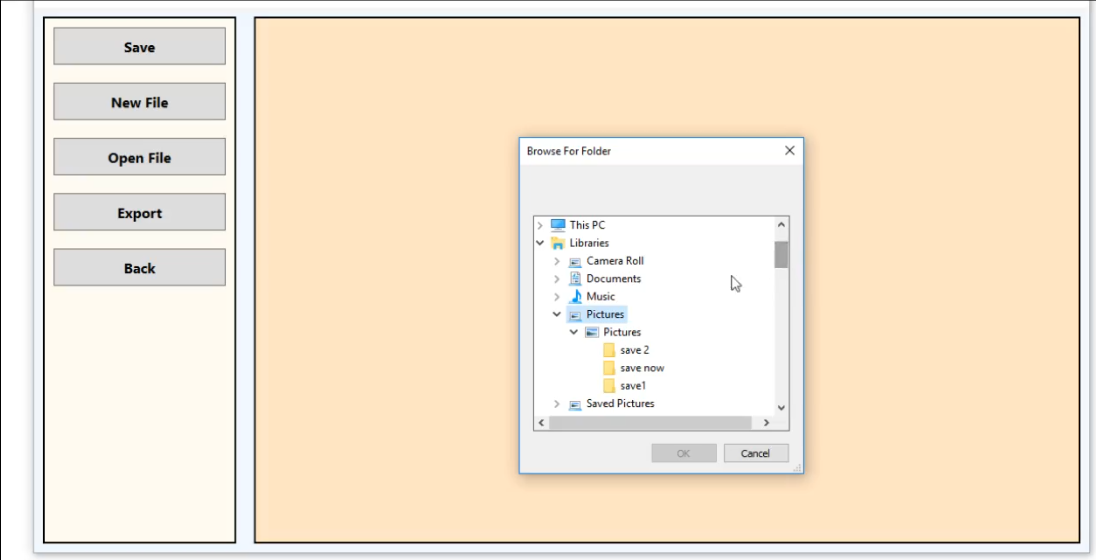 Save
New File
Open File
Export
Back
Browse For Folder
This PC
Libraries
Camera Roll
Documents
Music
Pictures
Pictures
save 2
save now
save1
Saved Pictures
OK
Cancel